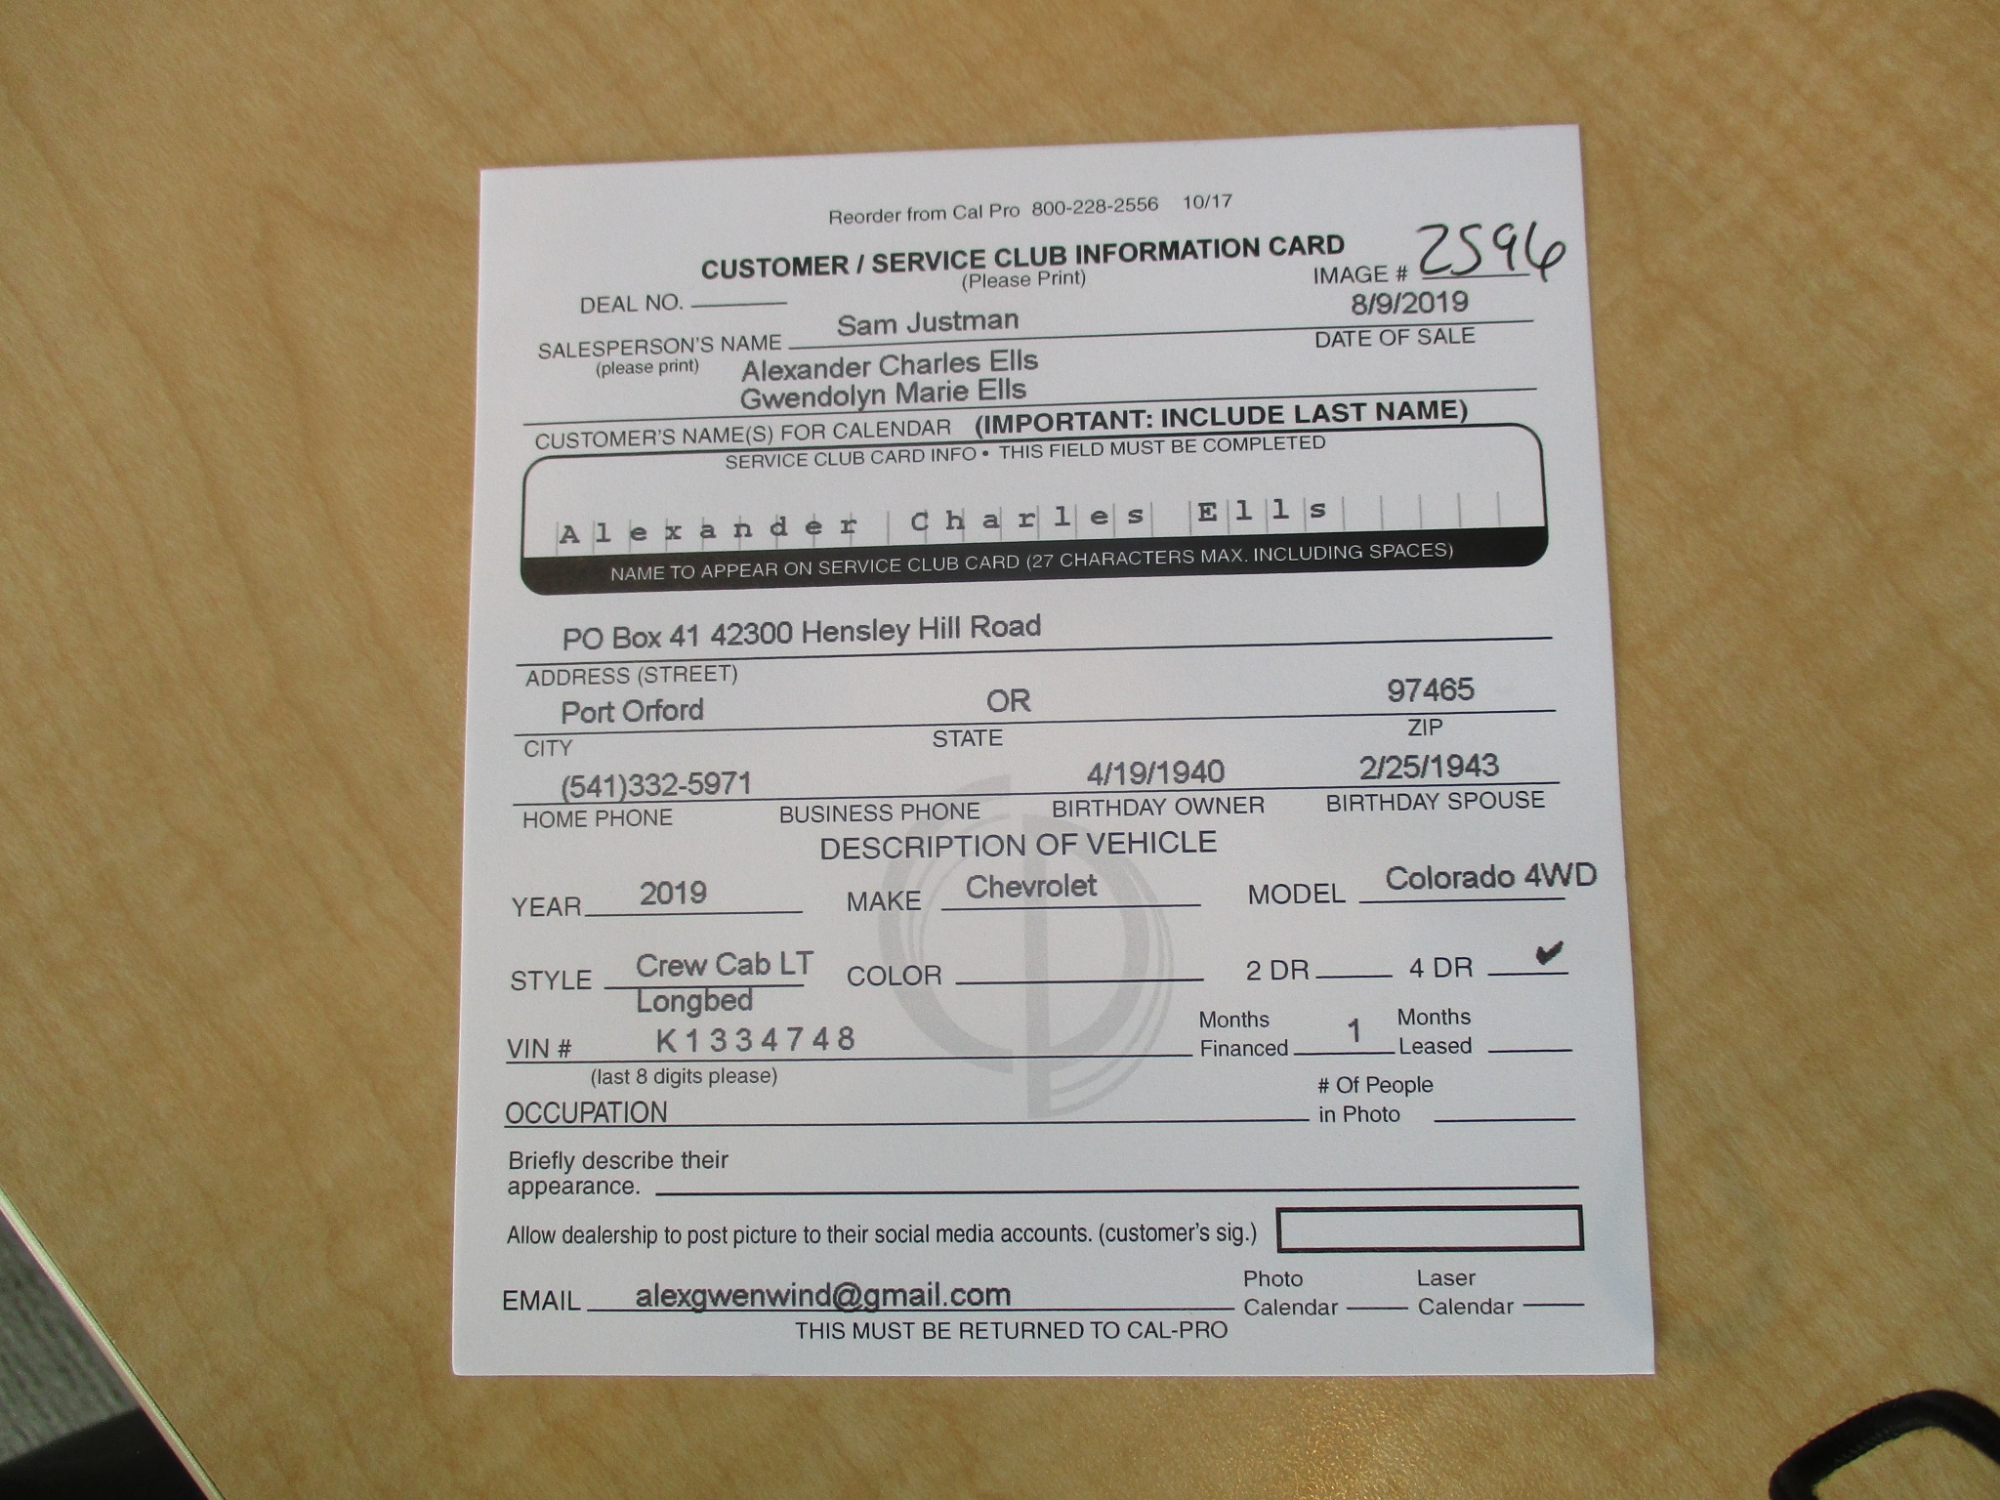 Reorder from Cal Pro 800-228-2556 10/17
CUSTOMER / SERVICE CLUB INFORMATION CARD
(Please Print)
IMAGE # 2596
DEAL NO.
SALESPERSON'S NAME Sam Justman 8/9/2019
(please print) DATE OF SALE
Alexander Charles Ells
Gwendolyn Marie Ells
CUSTOMER'S NAME(S) FOR CALENDAR (IMPORTANT: INCLUDE LAST NAME)
SERVICE CLUB CARD INFO • THIS FIELD MUST BE COMPLETED
Alexander Charles Ells
NAME TO APPEAR ON SERVICE CLUB CARD (27 CHARACTERS MAX. INCLUDING SPACES)
PO Box 41 42300 Hensley Hill Road
ADDRESS (STREET)
Port Orford OR 97465
CITY STATE ZIP
(541)332-5971 4/19/1940 2/25/1943
HOME PHONE BUSINESS PHONE BIRTHDAY OWNER BIRTHDAY SPOUSE
DESCRIPTION OF VEHICLE
YEAR 2019 MAKE Chevrolet MODEL Colorado 4WD
STYLE Crew Cab LT COLOR 2 DR 4 DR ✔
Longbed
VIN # K1334748 Months Financed 1 Months Leased
(last 8 digits please)
OCCUPATION # Of People in Photo
Briefly describe their
appearance.
Allow dealership to post picture to their social media accounts. (customer's sig.)
EMAIL alexgwenwind@gmail.com Photo Calendar Laser Calendar
THIS MUST BE RETURNED TO CAL-PRO